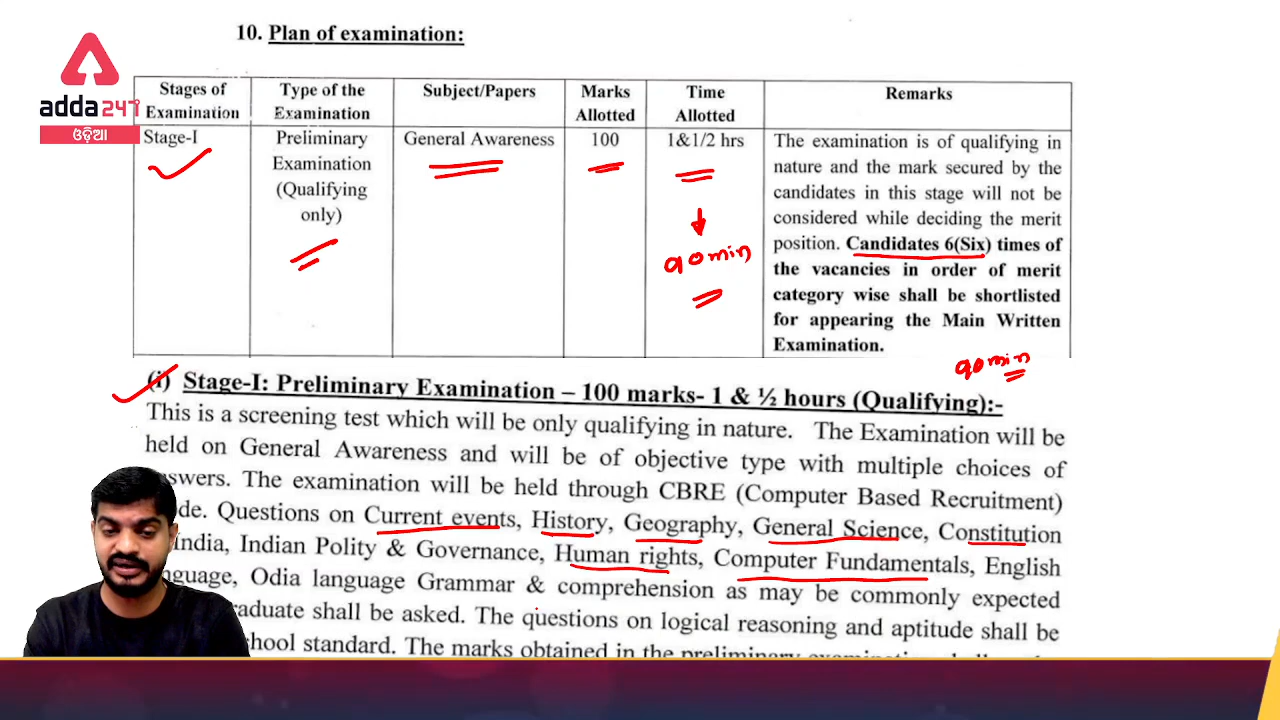 10. Plan of examination:
adda247
ଓଡ଼ିଆ
Stages of Examination
Type of the Examination
Subject/Papers
Marks Allotted
Time Allotted
Remarks
Stage-I
Preliminary
Examination
(Qualifying
only)
General Awareness
100
1&1/2 hrs
90 min
The examination is of qualifying in
nature and the mark secured by the
candidates in this stage will not be
considered while deciding the merit
position. Candidates 6(Six) times of
the vacancies in order of merit
category wise shall be shortlisted
for appearing the Main Written
Examination.
90 min
(i) Stage-I: Preliminary Examination – 100 marks- 1 & ½ hours (Qualifying):-
This is a screening test which will be only qualifying in nature. The Examination will be
held on General Awareness and will be of objective type with multiple choices of
swers. The examination will be held through CBRE (Computer Based Recruitment)
de. Questions on Current events, History, Geography, General Science, Constitution
India, Indian Polity & Governance, Human rights, Computer Fundamentals, English
nguage, Odia language Grammar & comprehension as may be commonly expected
raduate shall be asked. The questions on logical reasoning and aptitude shall be
hool standard. The marks obtained in the preliminary examination